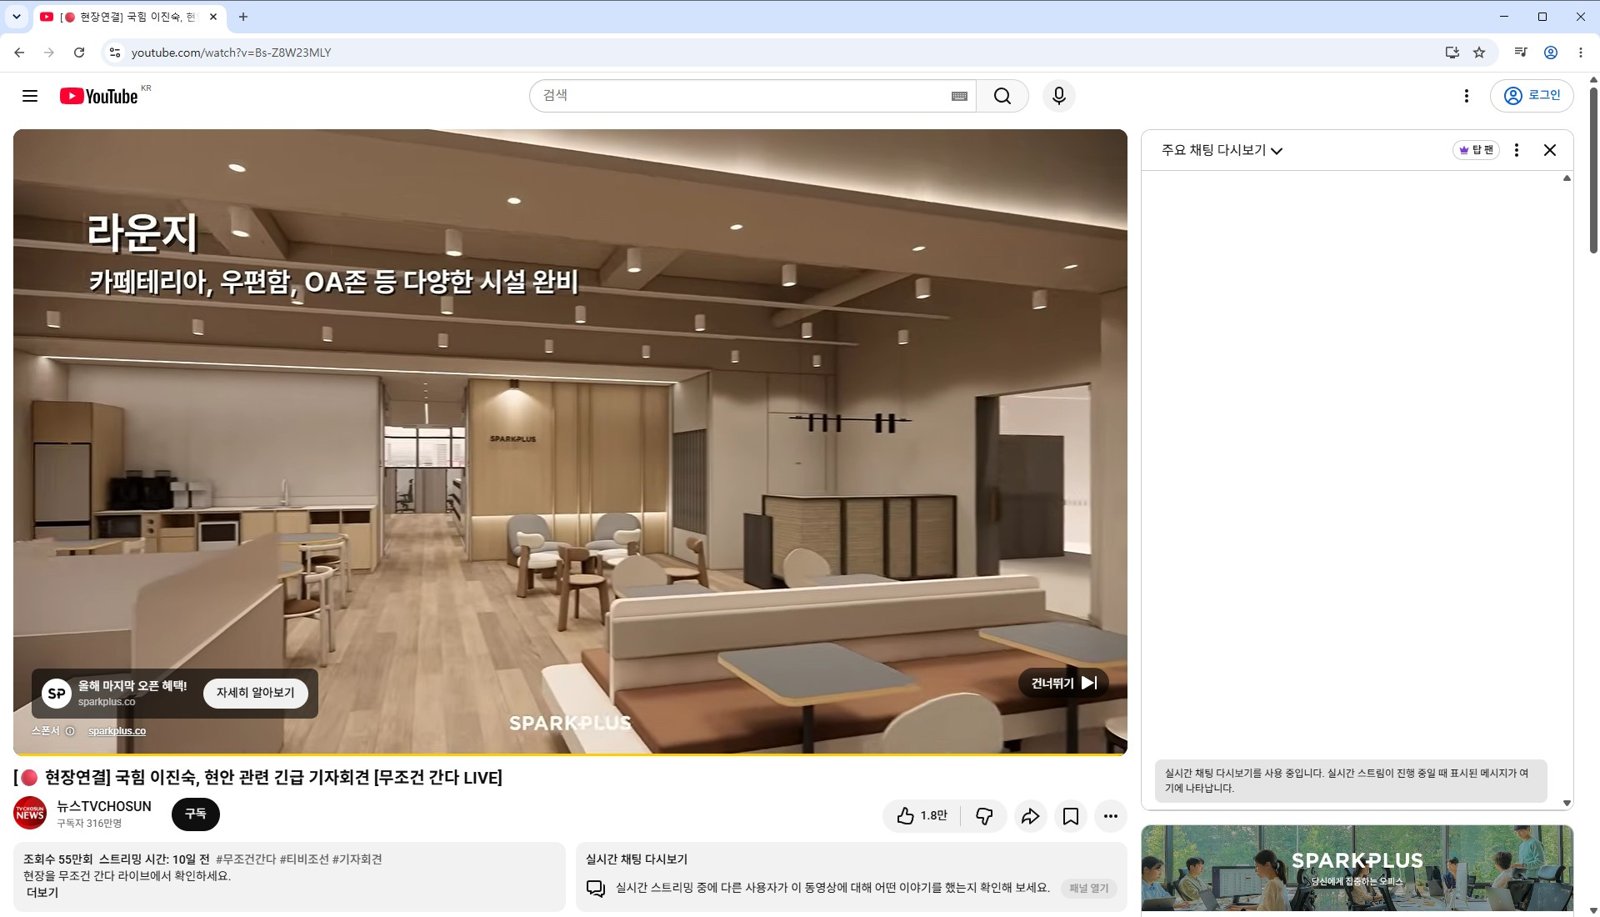 [🔴 현장연결] 국힘 이진숙, 현
youtube.com/watch?v=Bs-Z8W23MLY
YouTube KR
검색
로그인
라운지
카페테리아, 우편함, OA존 등 다양한 시설 완비
SPARKPLUS
SP
올해 마지막 오픈 혜택!
sparkplus.co
자세히 알아보기
건너뛰기
스폰서
sparkplus.co
SPARKPLUS
주요 채팅 다시보기
탑 팬
실시간 채팅 다시보기를 사용 중입니다. 실시간 스트림이 진행 중일 때 표시된 메시지가 여
기에 나타납니다.
[🔴 현장연결] 국힘 이진숙, 현안 관련 긴급 기자회견 [무조건 간다 LIVE]
TVCHOSUN
NEWS
뉴스TVCHOSUN
구독자 316만명
구독
1.8만
조회수 55만회 스트리밍 시간: 10일 전 #무조건간다 #티비조선 #기자회견
현장을 무조건 간다 라이브에서 확인하세요.
더보기
실시간 채팅 다시보기
실시간 스트리밍 중에 다른 사용자가 이 동영상에 대해 어떤 이야기를 했는지 확인해 보세요.
패널 열기
SPARKPLUS
당신에게 집중하는 오피스